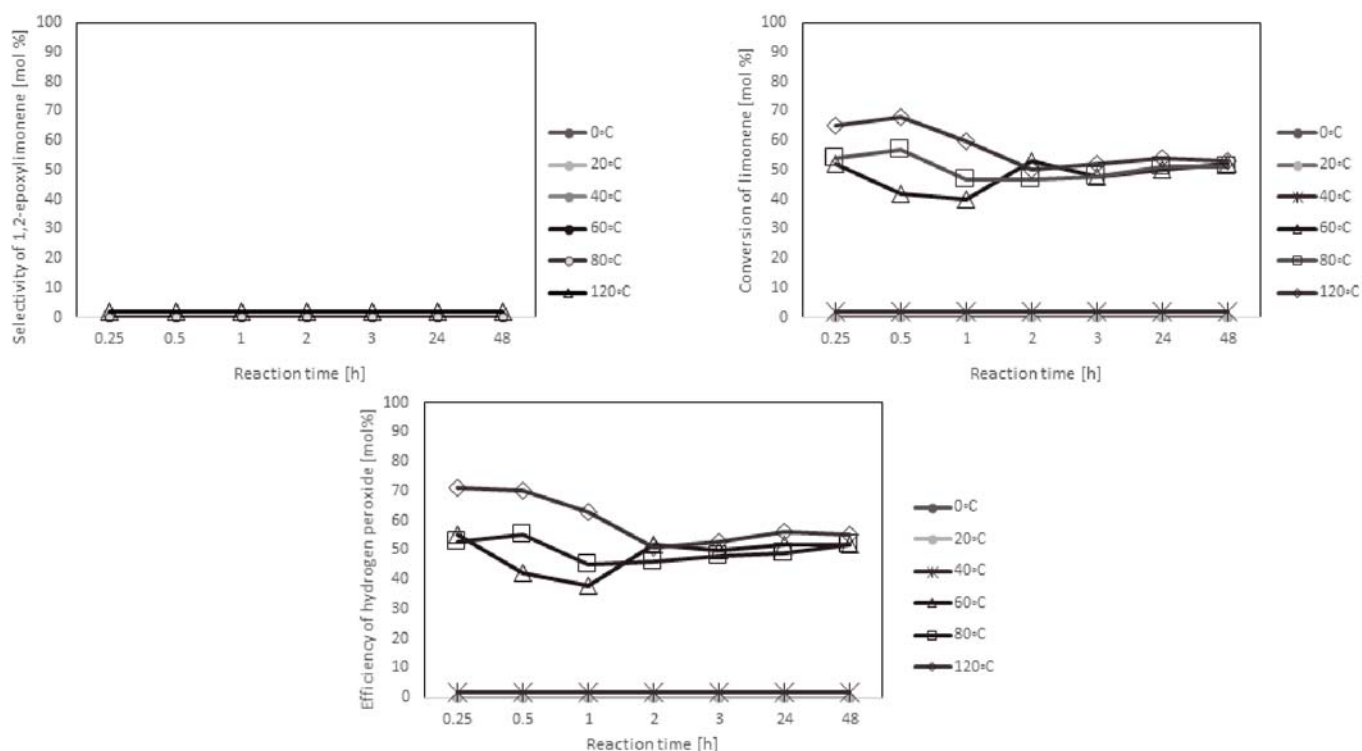 Selectivity of 1,2-epoxylimonene [mol %]
100
90
80
70
60
50
40
30
20
10
0
0.25 0.5 1 2 3 24 48
Reaction time [h]
0∘C
20∘C
40∘C
60∘C
80∘C
120∘C
Conversion of limonene [mol %]
100
90
80
70
60
50
40
30
20
10
0
0.25 0.5 1 2 3 24 48
Reaction time [h]
0∘C
20∘C
40∘C
60∘C
80∘C
120∘C
Efficiency of hydrogen peroxide [mol%]
100
90
80
70
60
50
40
30
20
10
0
0.25 0.5 1 2 3 24 48
Reaction time [h]
0∘C
20∘C
40∘C
60∘C
80∘C
120∘C